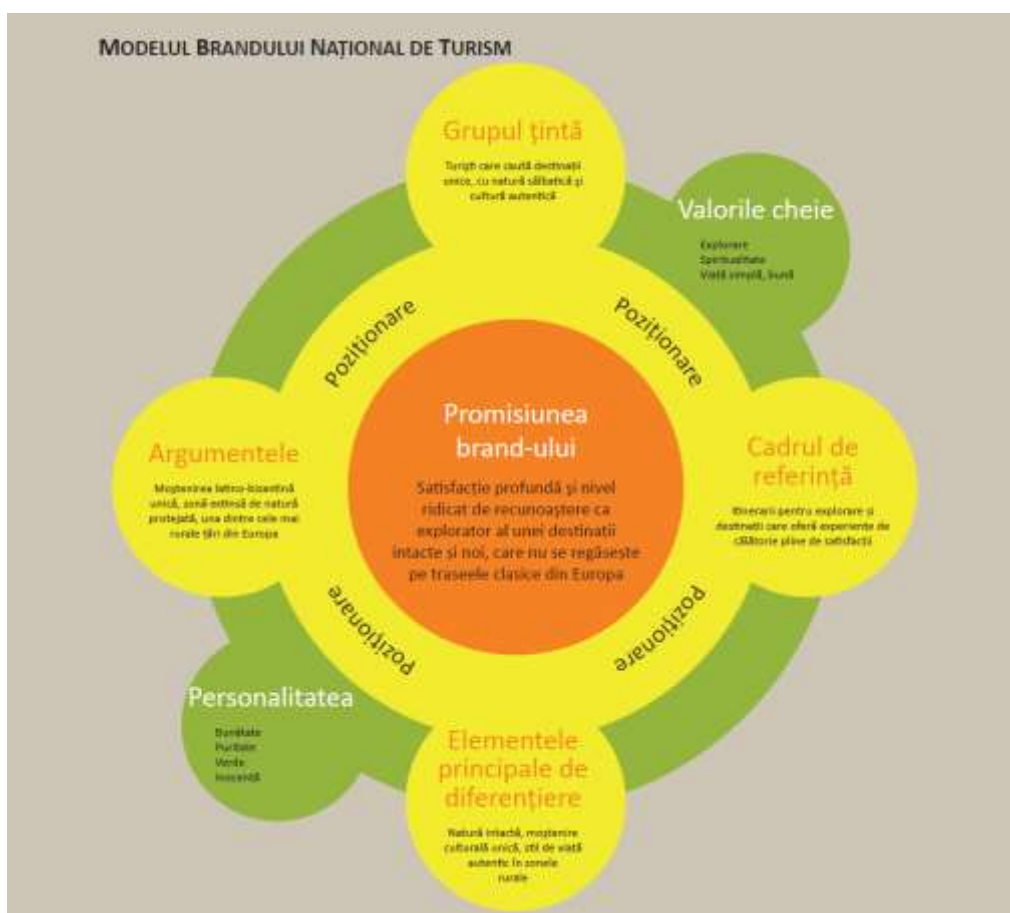 MODELUL BRANDULUI NAȚIONAL DE TURISM
Grupul țintă
Turiști care caută destinații
unice, cu natură sălbatică și
cultură autentică
Valorile cheie
Explorare
Spiritualitate
Viață simplă, bună
Poziționare
Poziționare
Promisiunea
brand-ului
Satisfacție profundă și nivel
ridicat de recunoaștere ca
explorator al unei destinații
intacte și noi, care nu se regăsește
pe traseele clasice din Europa
Argumentele
Moștenirea latino-bizantină
unică, zonă extinsă de natură
protejată, una dintre cele mai
rurale țări din Europa
Cadrul de
referință
Itinerarii pentru explorare și
destinații care oferă experiențe de
călătorie pline de satisfacții
Poziționare
Poziționare
Personalitatea
Bunătate
Puritate
Verde
Inocență
Elementele
principale de
diferențiere
Natură intactă, moștenire
culturală unică, stil de viață
autentic în zonele
rurale